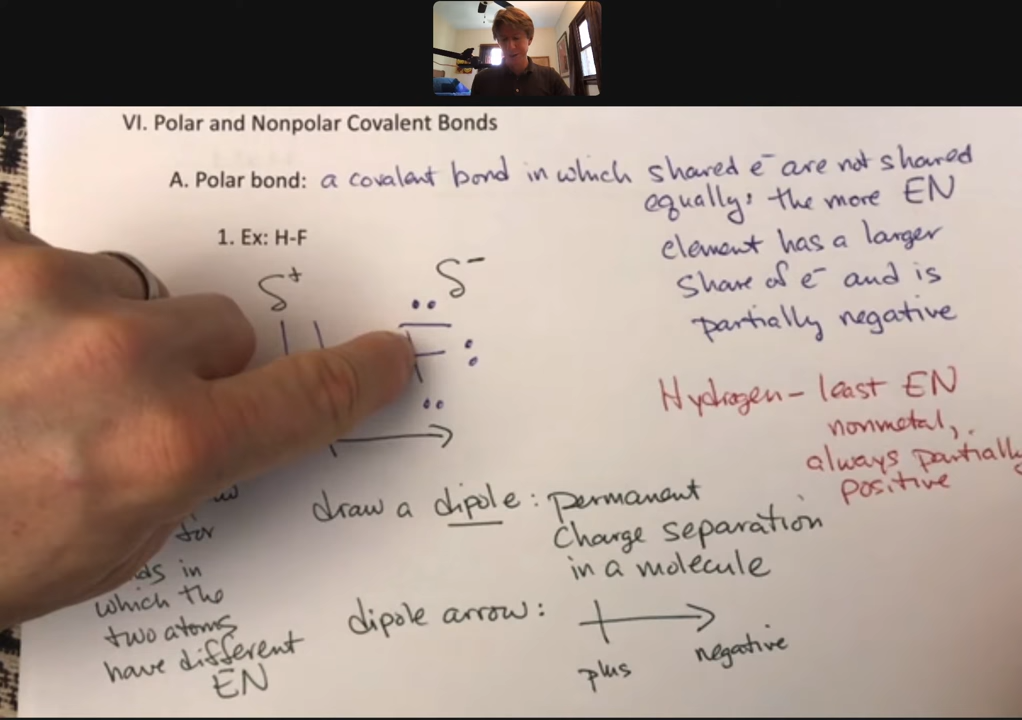 VI. Polar and Nonpolar Covalent Bonds
A. Polar bond: a covalent bond in which shared e⁻ are not shared
equally; the more EN
element has a larger
share of e⁻ and is
partially negative
1. Ex: H-F
δ⁺ δ⁻
H F
Hydrogen – least EN
nonmetal,
always partially
positive
draw a dipole: permanent
charge separation
in a molecule
for
in
which the
two atoms
have different
EN
dipole arrow:
plus negative